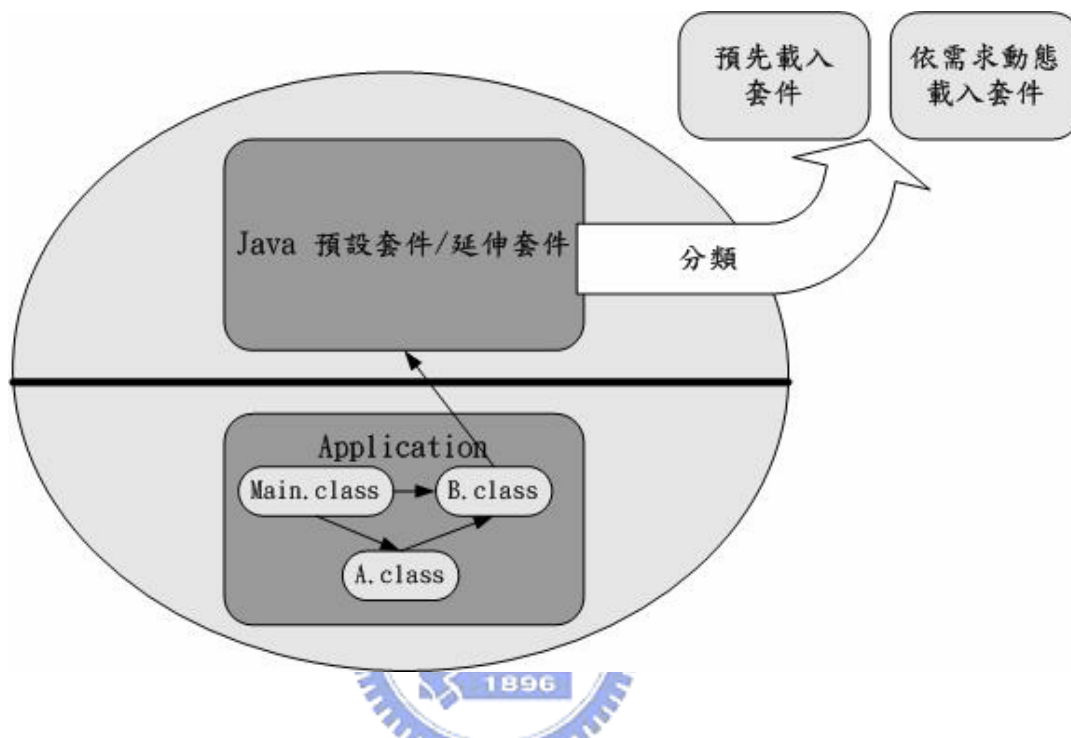 預先載入
套件
依需求動態
載入套件
Java 預設套件/延伸套件
分類
Application
Main.class
B.class
A.class
1896